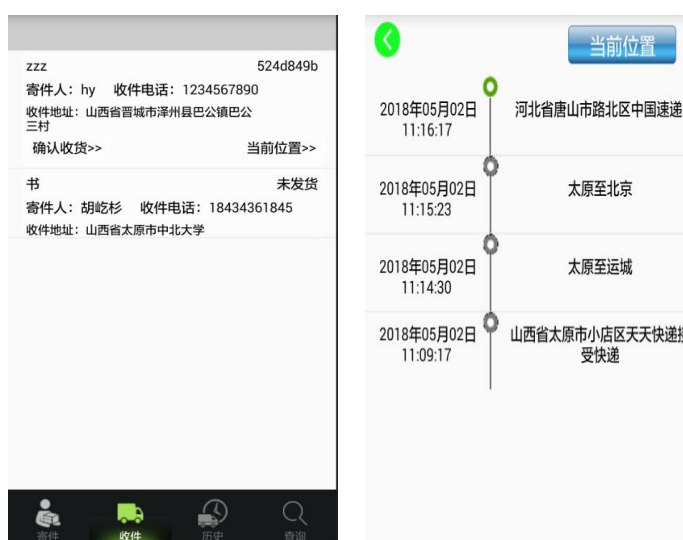 zzz 524d849b
寄件人：hy 收件电话：1234567890
收件地址：山西省晋城市泽州县巴公镇巴公
三村
确认收货>> 当前位置>>
书 未发货
寄件人：胡屹杉 收件电话：18434361845
收件地址：山西省太原市中北大学
寄件 收件 历史 查询
当前位置
2018年05月02日 河北省唐山市路北区中国速递
11:16:17
2018年05月02日 太原至北京
11:15:23
2018年05月02日 太原至运城
11:14:30
2018年05月02日 山西省太原市小店区天天快递接
11:09:17 受快递